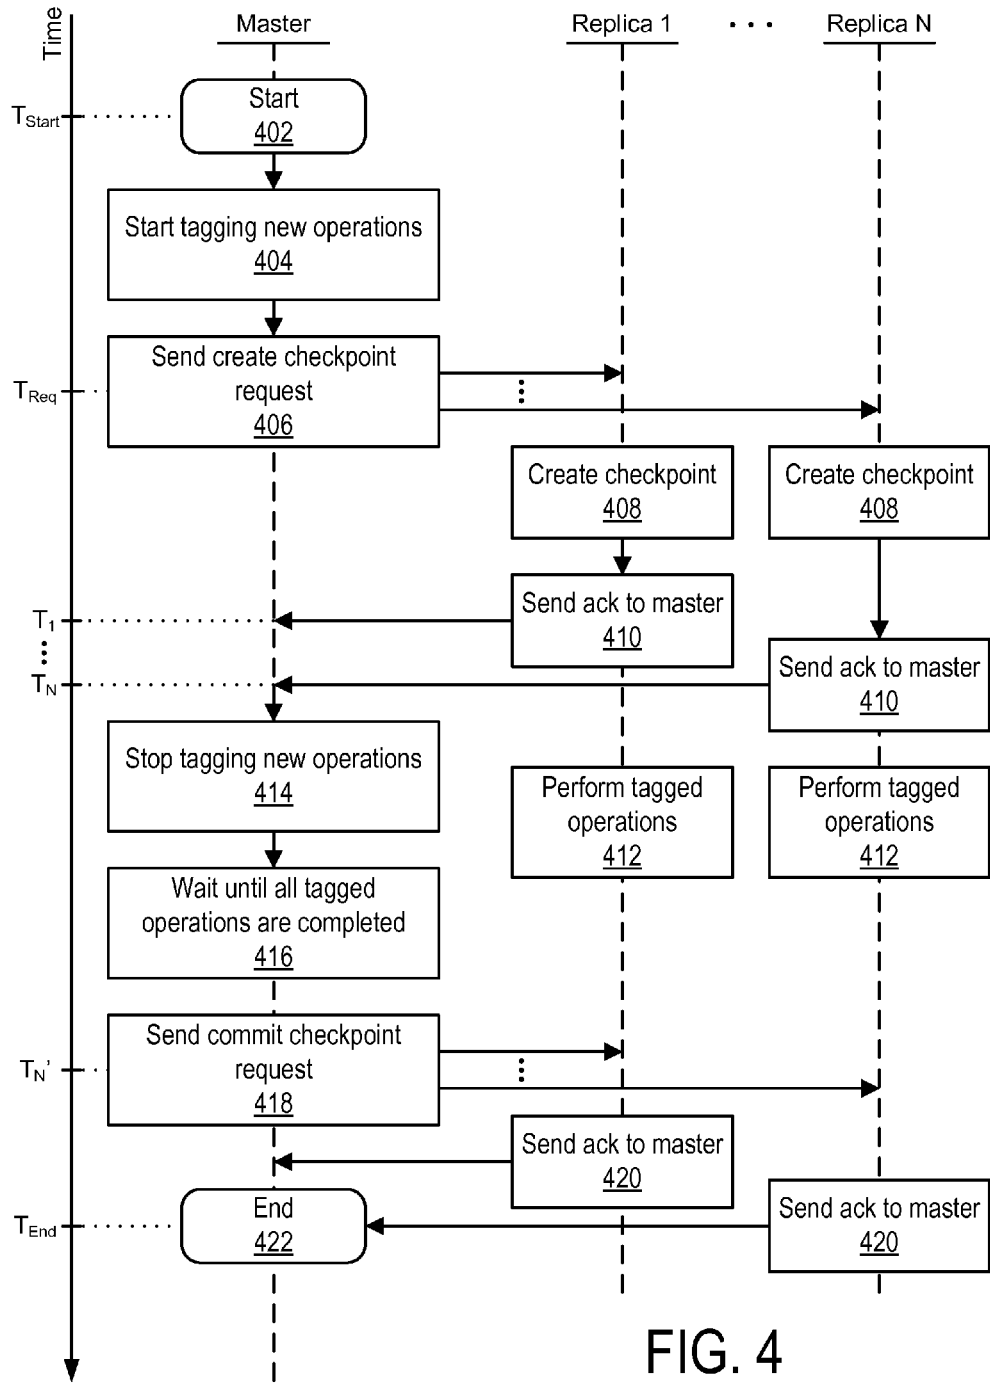 Time
Master
Replica 1
. . .
Replica N
TStart
Start
402
Start tagging new operations
404
TReq
Send create checkpoint
request
406
Create checkpoint
408
Create checkpoint
408
T1
Send ack to master
410
TN
Send ack to master
410
Stop tagging new operations
414
Perform tagged
operations
412
Perform tagged
operations
412
Wait until all tagged
operations are completed
416
TN'
Send commit checkpoint
request
418
Send ack to master
420
TEnd
End
422
Send ack to master
420
FIG. 4